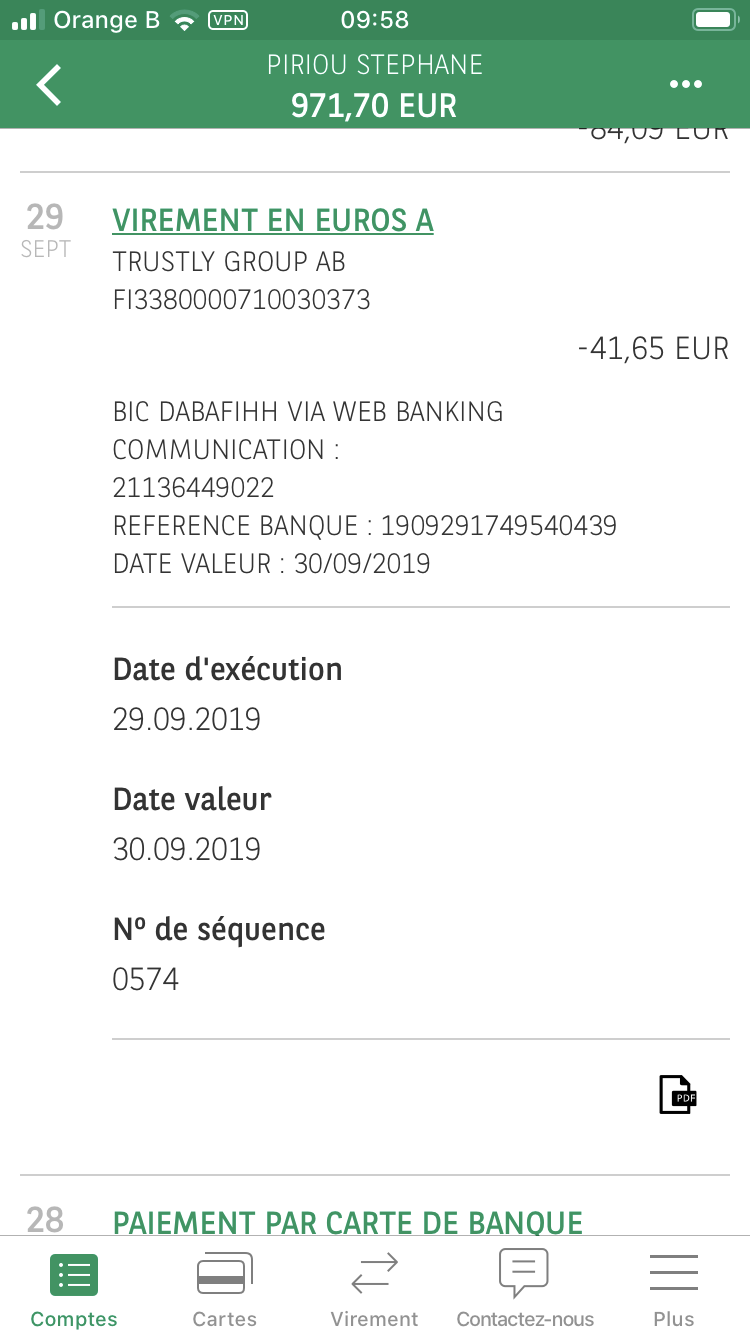 Orange B VPN 09:58
PIRIOU STEPHANE
971,70 EUR
-84,09 EUR
29
SEPT
VIREMENT EN EUROS A
TRUSTLY GROUP AB
FI3380000710030373
-41,65 EUR
BIC DABAFIHH VIA WEB BANKING
COMMUNICATION :
21136449022
REFERENCE BANQUE : 1909291749540439
DATE VALEUR : 30/09/2019
Date d'exécution
29.09.2019
Date valeur
30.09.2019
Nº de séquence
0574
PDF
28
PAIEMENT PAR CARTE DE BANQUE
Comptes
Cartes
Virement
Contactez-nous
Plus